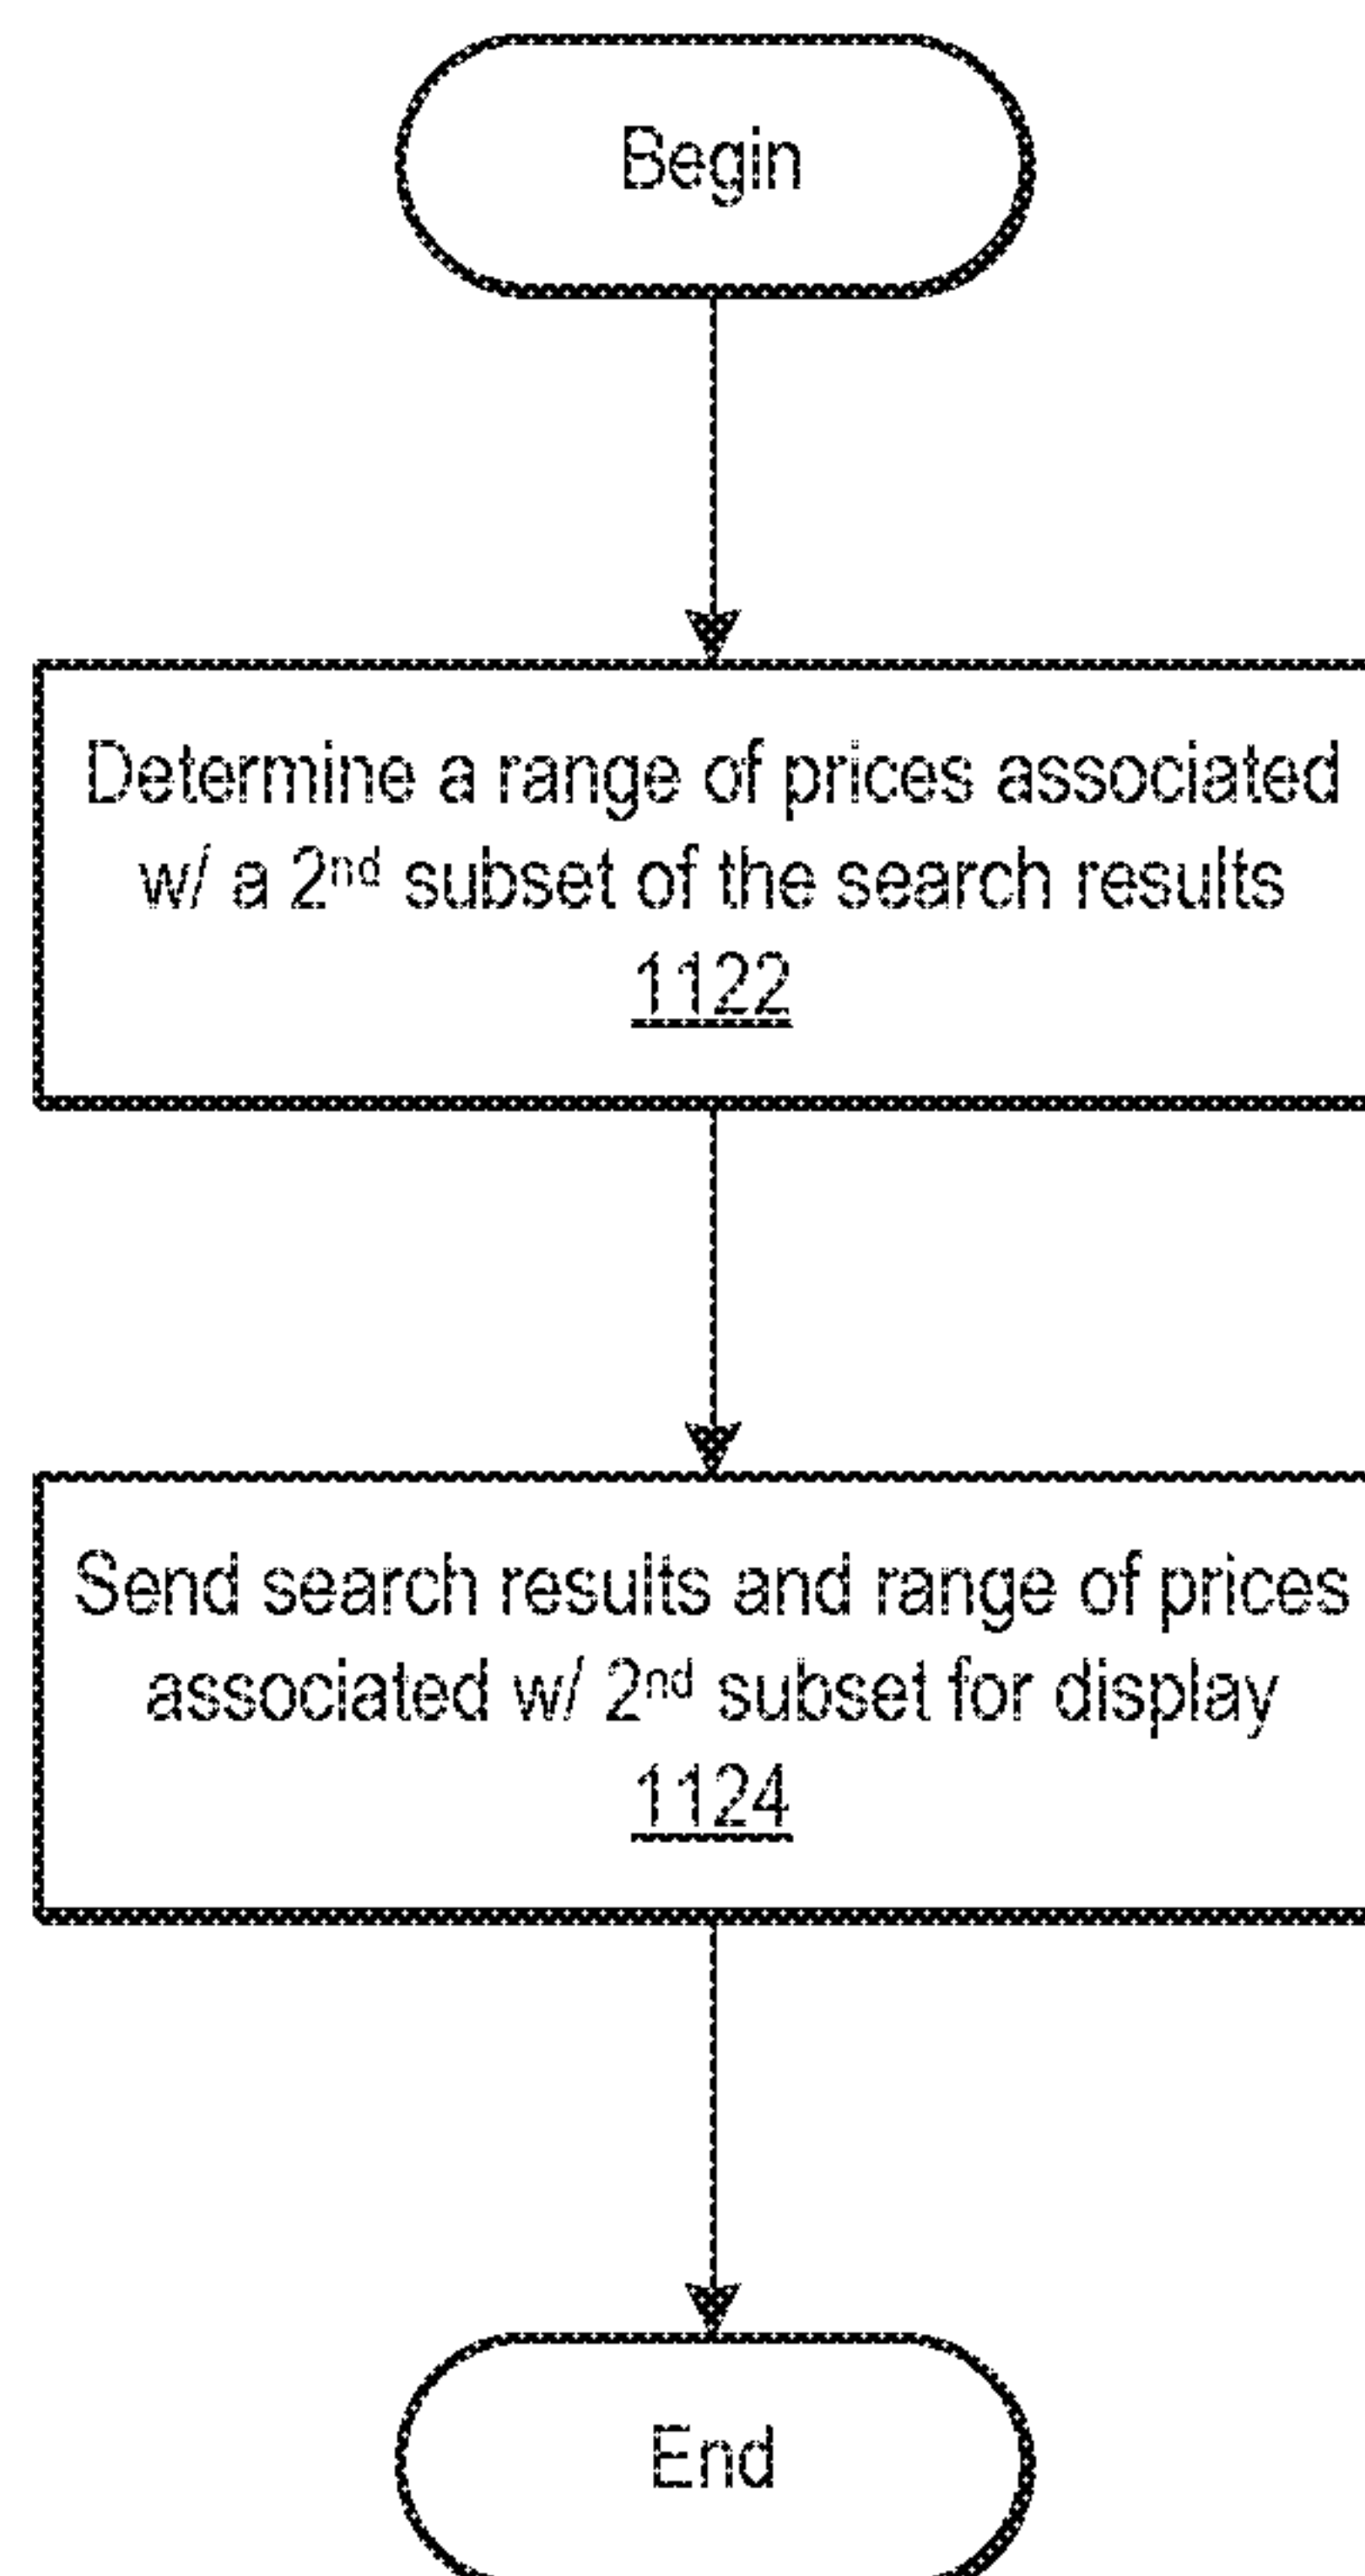 Begin
Determine a range of prices associated
w/ a 2nd subset of the search results
1122
Send search results and range of prices
associated w/ 2nd subset for display
1124
End